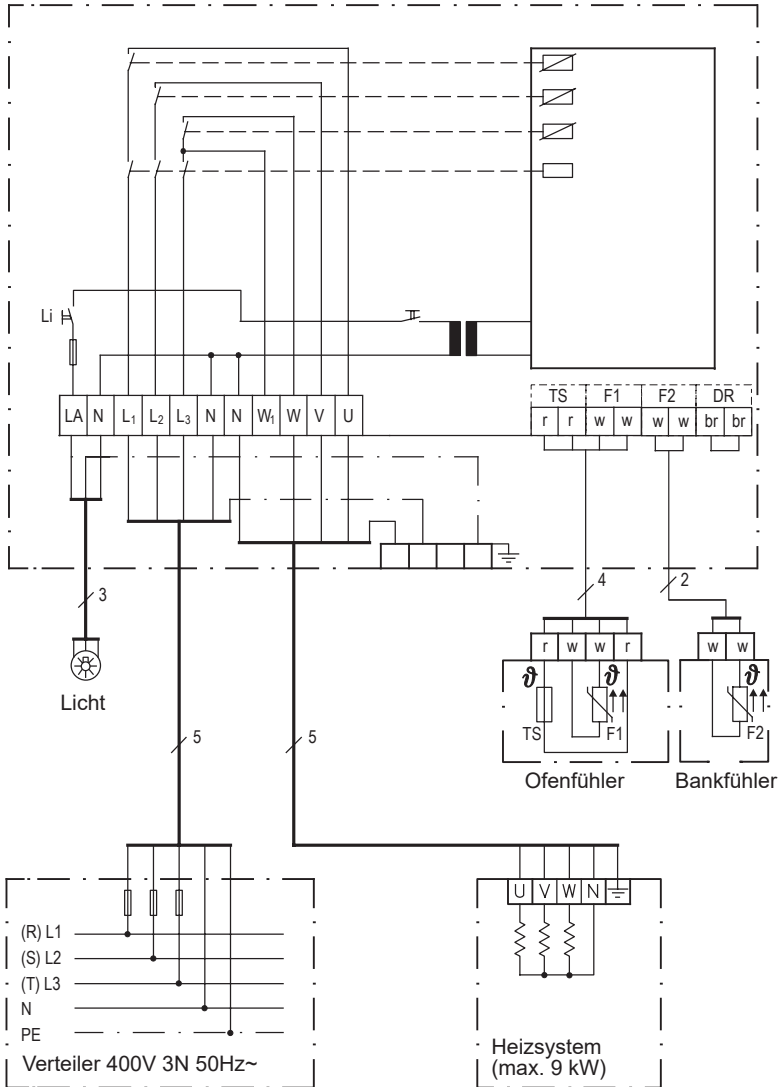 Li
LA N L₁ L₂ L₃ N N W₁ W V U
TS F1 F2 DR
r r w w w w br br
3
4
2
Licht
r w w r
w w
ϑ ϑ ϑ
TS F1 F2
Ofenfühler
Bankfühler
5
5
U V W N
(R) L1
(S) L2
(T) L3
N
PE
Verteiler 400V 3N 50Hz~
Heizsystem
(max. 9 kW)